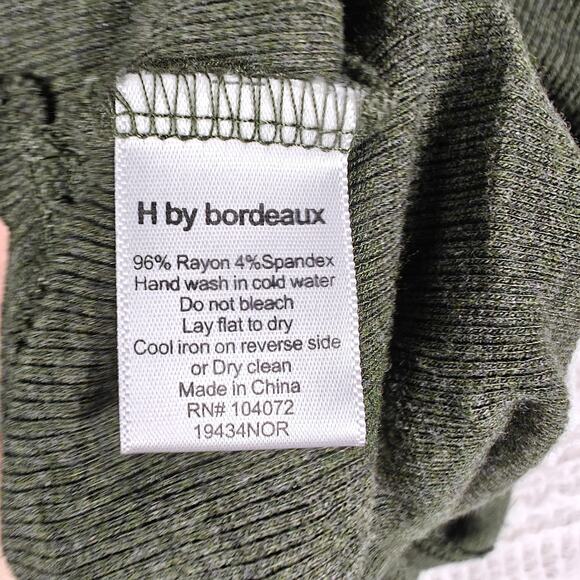 H by bordeaux
96% Rayon 4%Spandex
Hand wash in cold water
Do not bleach
Lay flat to dry
Cool iron on reverse side
or Dry clean
Made in China
RN# 104072
19434NOR